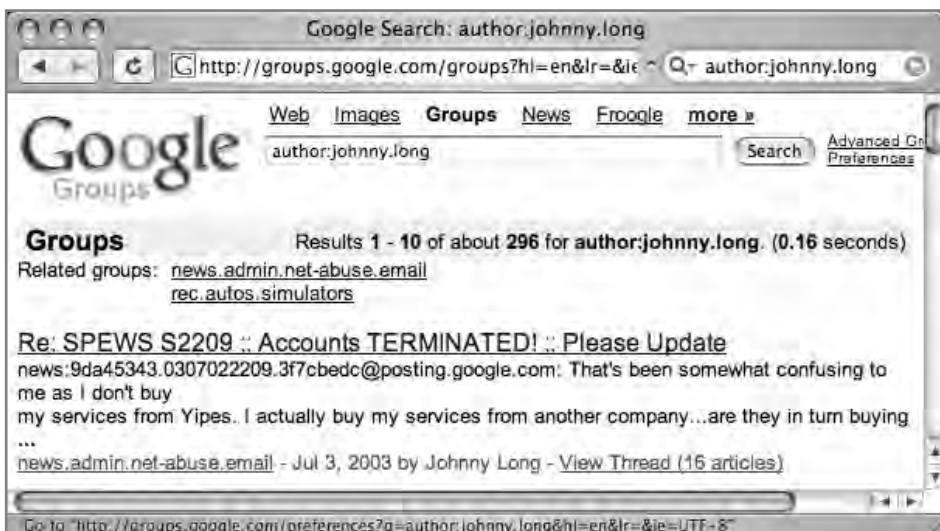 Google Search: author:johnny.long
http://groups.google.com/groups?hl=en&lr=&ie
author:johnny.long
Web Images Groups News Froogle more »
Google
Groups
author:johnny.long
Search
Advanced Gr
Preferences
Groups
Results 1 - 10 of about 296 for author:johnny.long. (0.16 seconds)
Related groups: news.admin.net-abuse.email
rec.autos.simulators
Re: SPEWS S2209 :: Accounts TERMINATED! :: Please Update
news:9da45343.0307022209.3f7cbedc@posting.google.com: That's been somewhat confusing to
me as I don't buy
my services from Yipes. I actually buy my services from another company...are they in turn buying
...
news.admin.net-abuse.email - Jul 3, 2003 by Johnny Long - View Thread (16 articles)
Go to "http://groups.google.com/preferences?q=author:johnny.long&hl=en&lr=&ie=UTF-8"